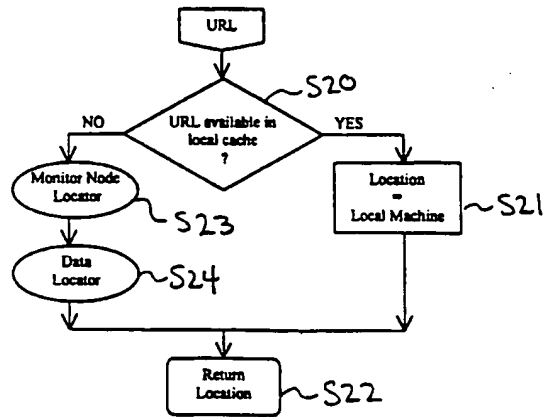 URL
S20
NO
URL available in
local cache
?
YES
Monitor Node
Locator
S23
Location
=
Local Machine
S21
Data
Locator
S24
Return
Location
S22